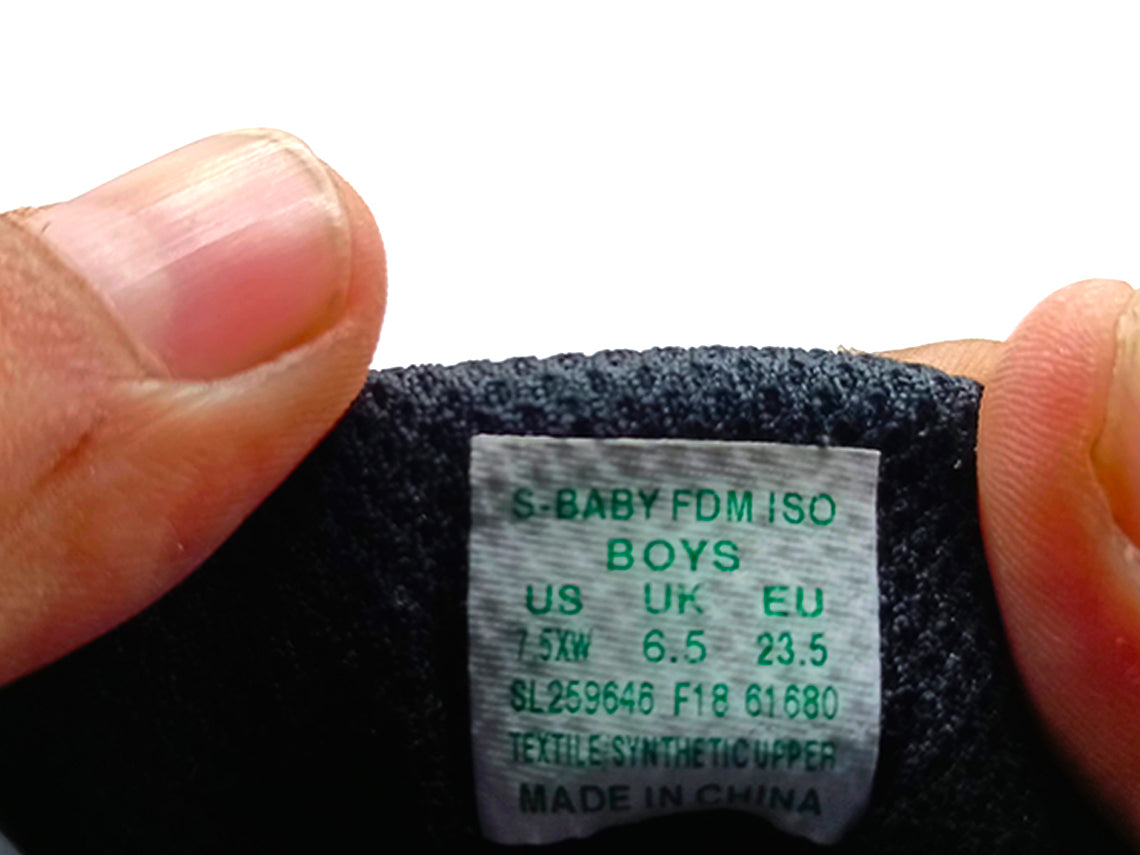 S-BABY FDM ISO
BOYS
US UK EU
7.5XW 6.5 23.5
SL259646 F18 61680
TEXTILE/SYNTHETIC UPPER
MADE IN CHINA